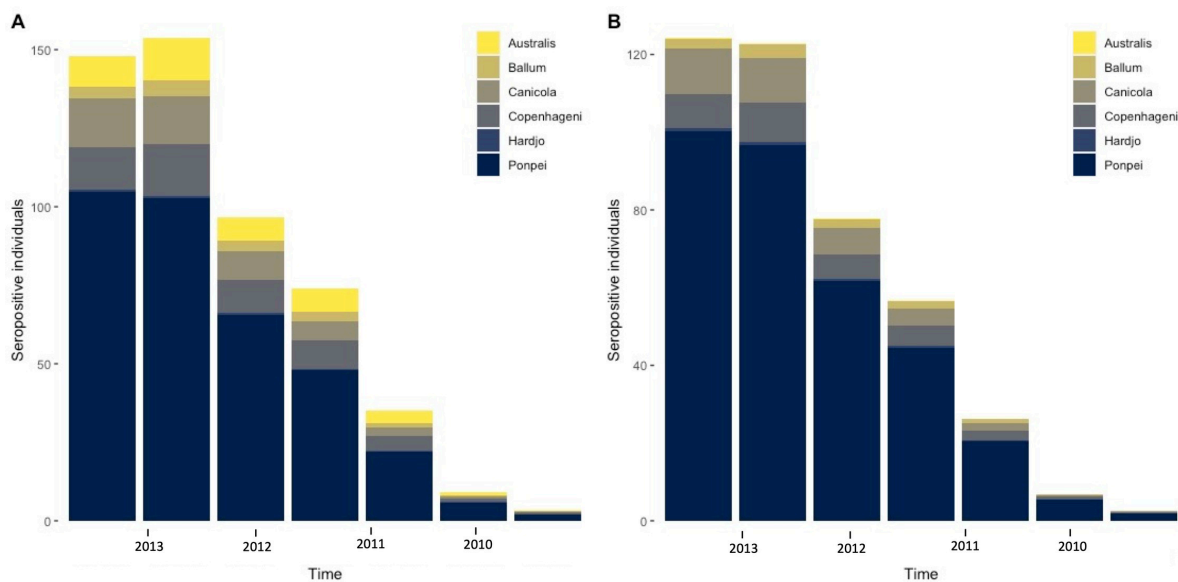 A
Seropositive individuals
150
100
50
0
Australis
Ballum
Canicola
Copenhageni
Hardjo
Ponpei
2013
2012
2011
2010
Time
B
Seropositive individuals
120
80
40
0
Australis
Ballum
Canicola
Copenhageni
Hardjo
Ponpei
2013
2012
2011
2010
Time